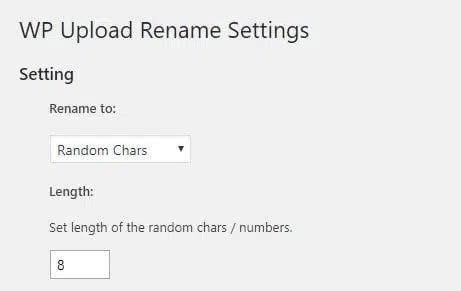 WP Upload Rename Settings
Setting
Rename to:
Random Chars
Length:
Set length of the random chars / numbers.
8